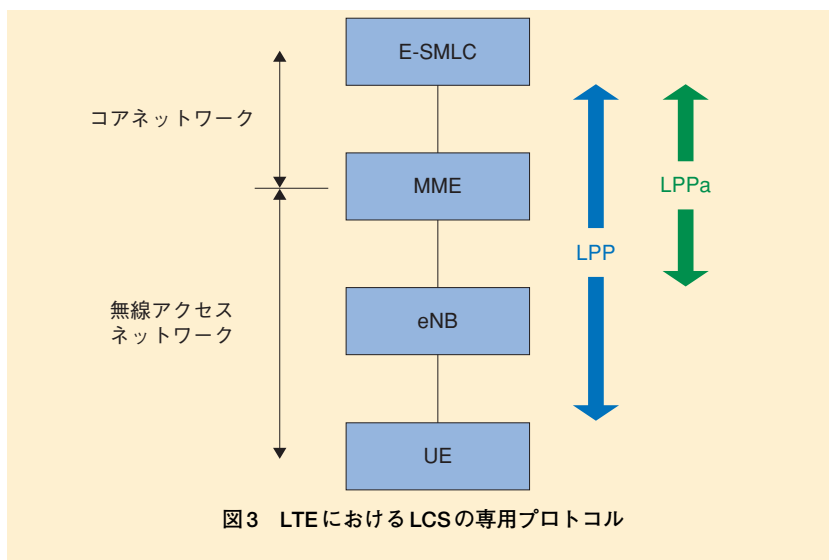 E-SMLC
コアネットワーク
MME
LPPa
LPP
無線アクセス
ネットワーク
eNB
UE
図3 LTEにおけるLCSの専用プロトコル